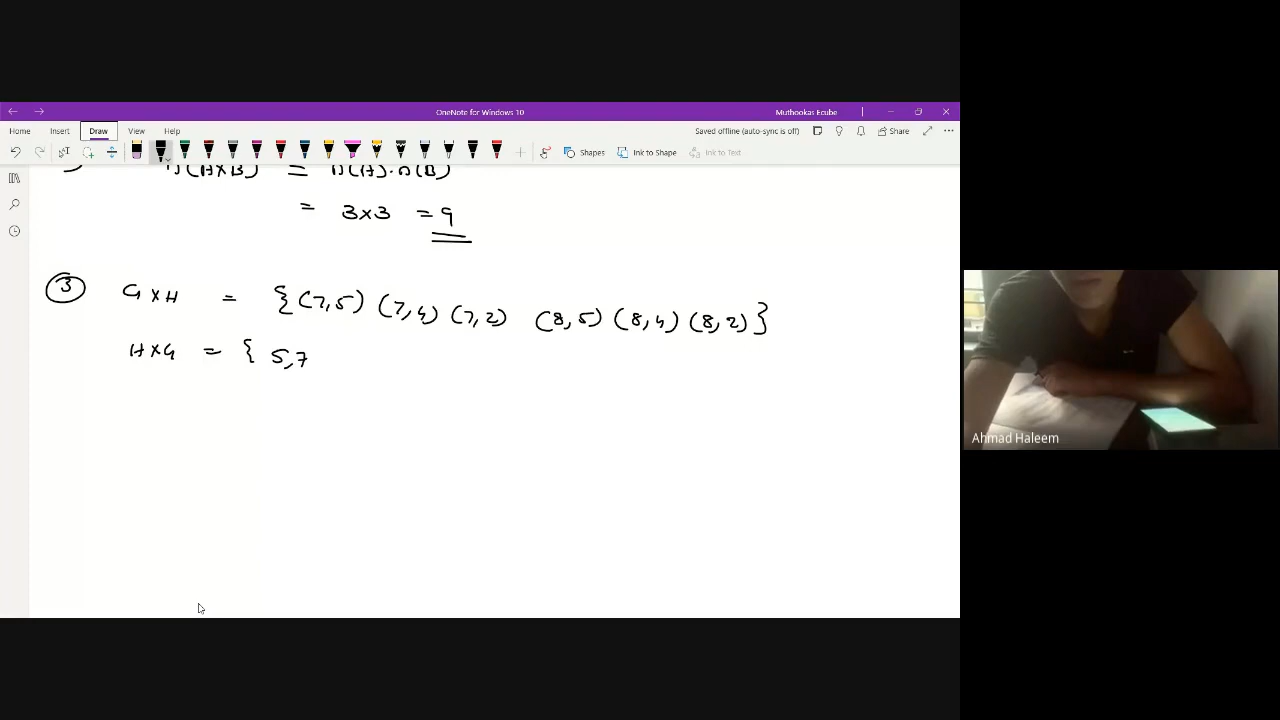 OneNote for Windows 10
Muthookas Ecube
Home Insert Draw View Help
Saved offline (auto-sync is off) Share
Shapes Ink to Shape Ink to Text
n(A×B) = n(A).n(B)
= 3×3 = 9
3 G×H = {(7,5) (7,4) (7,2) (8,5) (8,4) (8,2)}
H×G = { 5,7
Ahmad Haleem